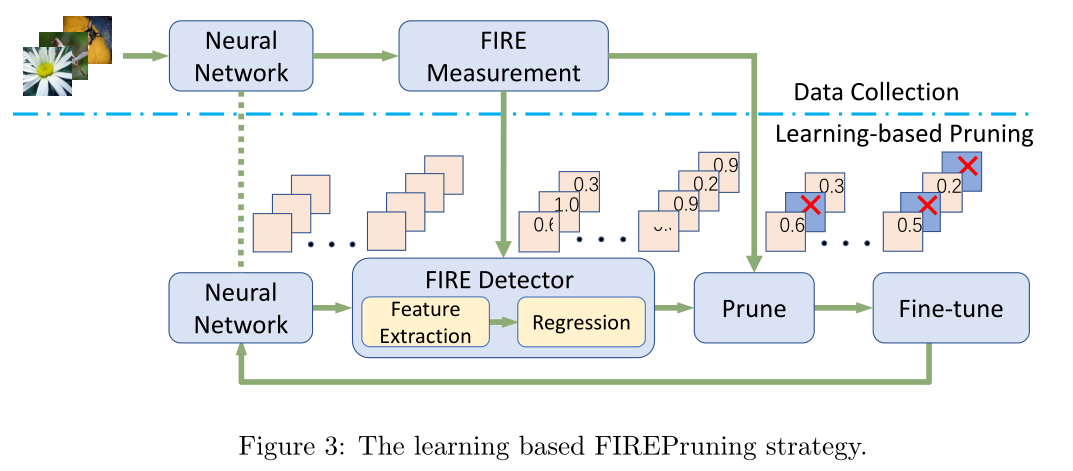 Neural
Network
FIRE
Measurement
Data Collection
Learning-based Pruning
0.3
1.0
0.6
0.9
0.2
0.9
0.3
0.6
0.2
0.5
Neural
Network
FIRE Detector
Feature
Extraction
Regression
Prune
Fine-tune
Figure 3: The learning based FIREPruning strategy.